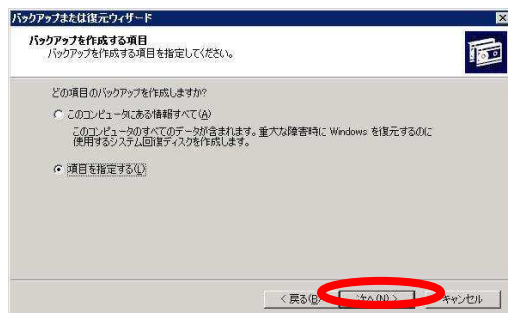 バックアップまたは復元ウィザード
バックアップを作成する項目
バックアップを作成する項目を指定してください。
どの項目のバックアップを作成しますか?
このコンピュータにある情報すべて(A)
このコンピュータのすべてのデータが含まれます。重大な障害時に Windows を復元するのに
使用するシステム回復ディスクを作成します。
項目を指定する(L)
< 戻る(B)
次へ(N) >
キャンセル